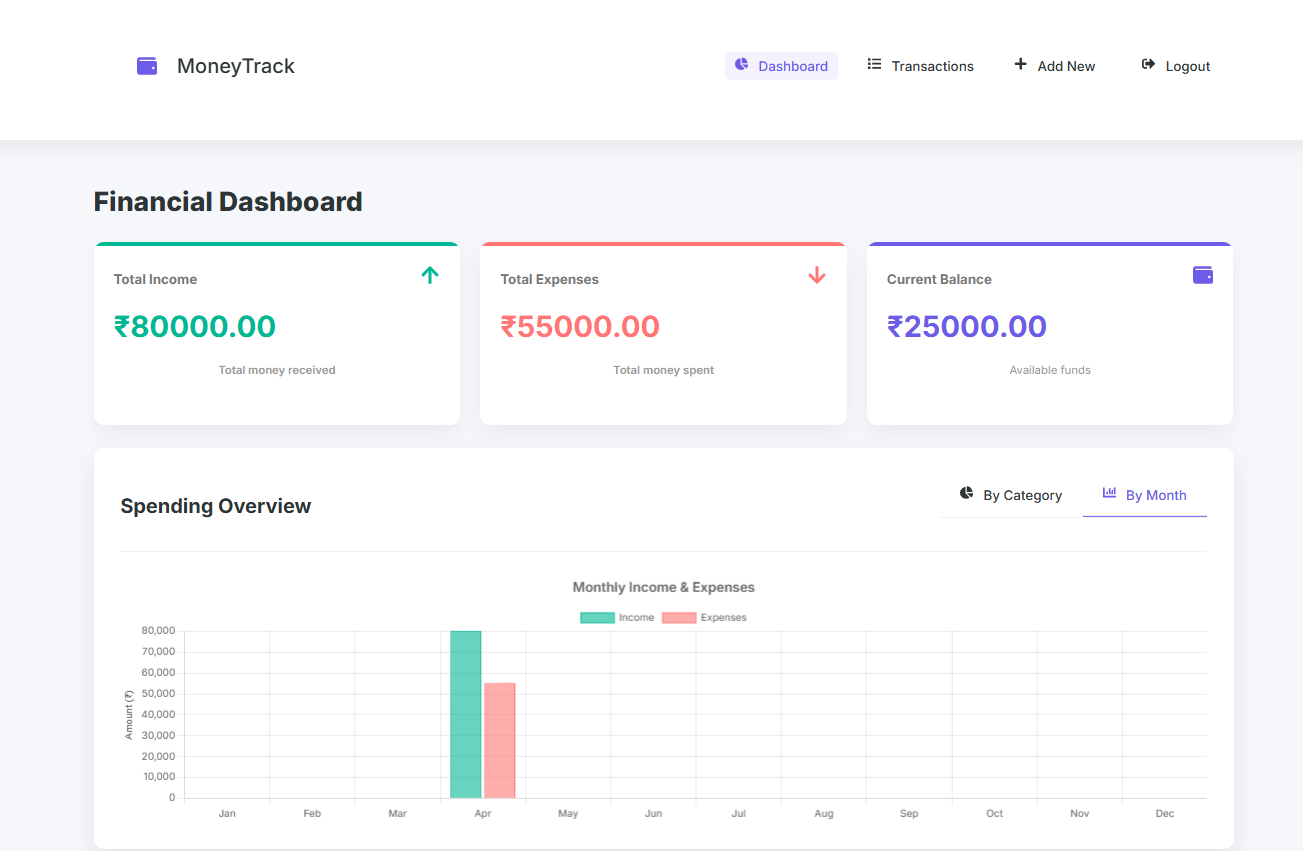 MoneyTrack
Dashboard
Transactions
Add New
Logout
Financial Dashboard
Total Income
₹80000.00
Total money received
Total Expenses
₹55000.00
Total money spent
Current Balance
₹25000.00
Available funds
Spending Overview
By Category
By Month
Monthly Income & Expenses
Income
Expenses
Amount (₹)
80,000
70,000
60,000
50,000
40,000
30,000
20,000
10,000
0
Jan Feb Mar Apr May Jun Jul Aug Sep Oct Nov Dec